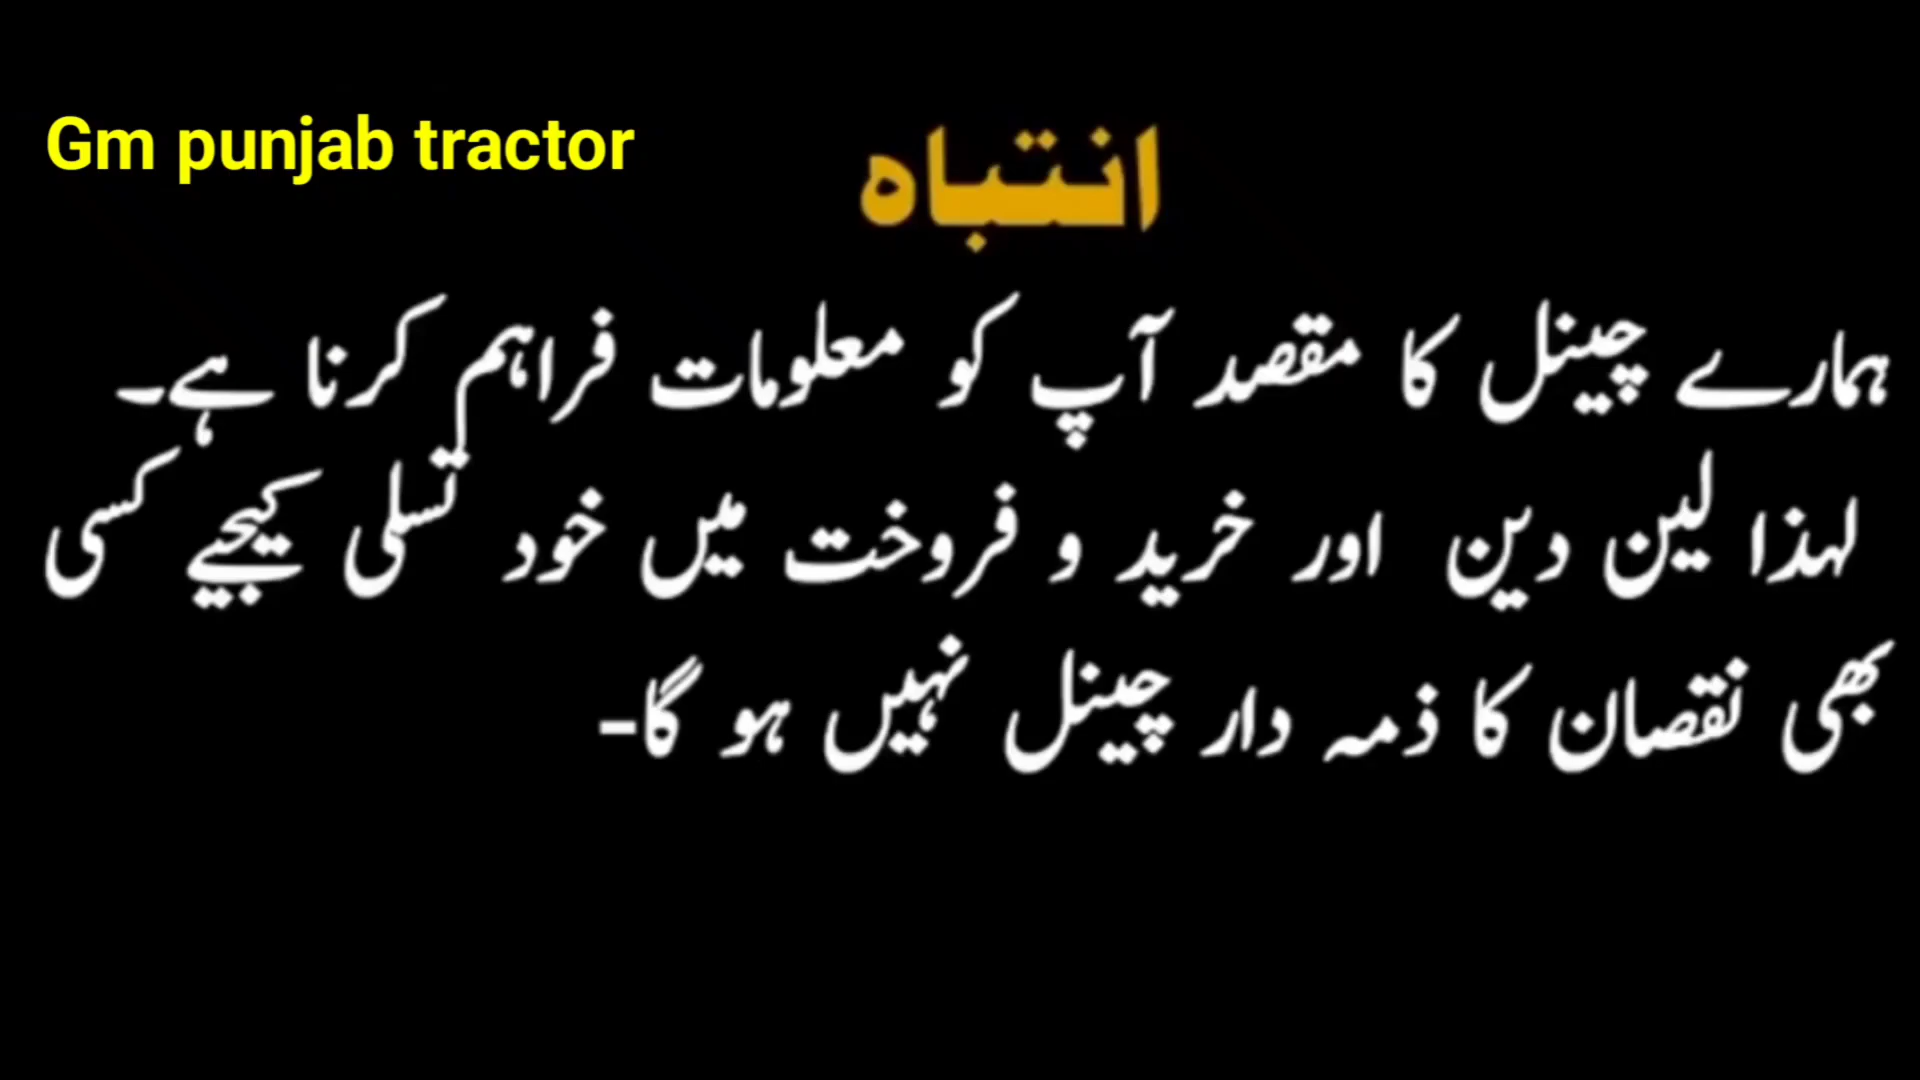 Gm punjab tractor
انتباہ
ہمارے چینل کا مقصد آپ کو معلومات فراہم کرنا ہے۔
لہذا لین دین اور خرید و فروخت میں خود تسلی کیجیے کسی
بھی نقصان کا ذمہ دار چینل نہیں ہو گا-